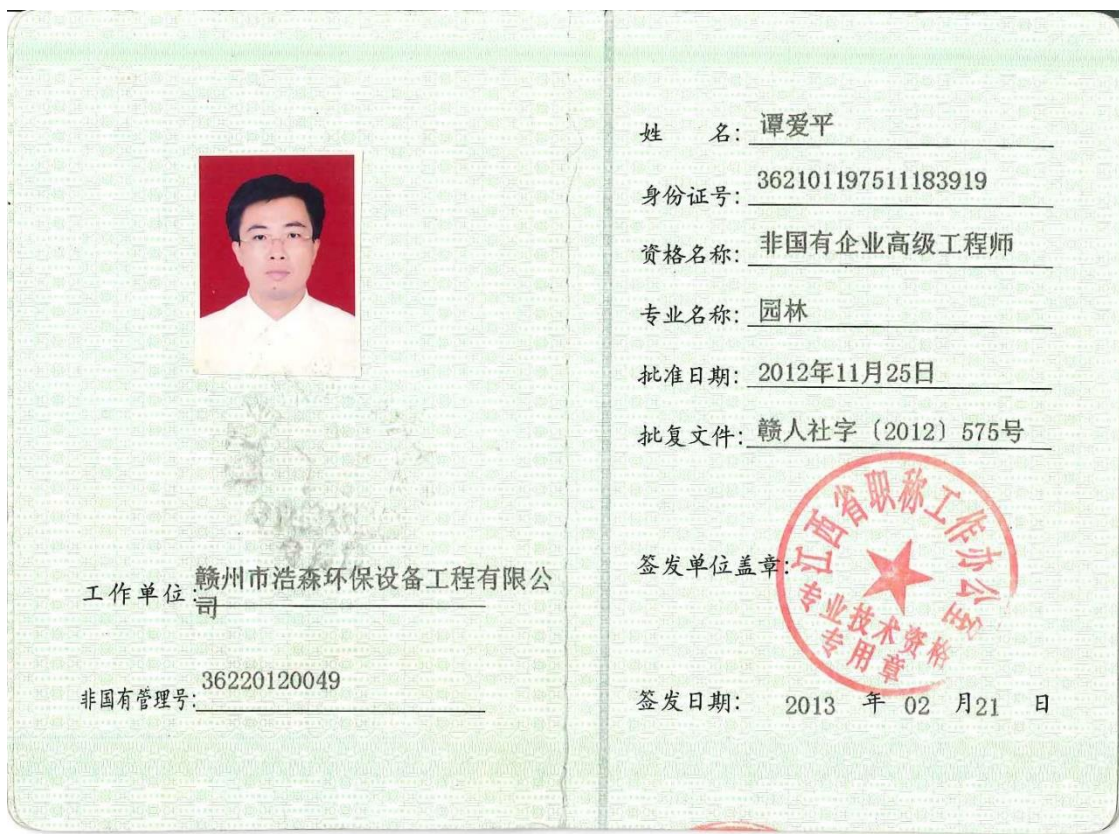 工作单位:赣州市浩森环保设备工程有限公
司
非国有管理号:36220120049
姓 名:谭爱平
身份证号:362101197511183919
资格名称:非国有企业高级工程师
专业名称:园林
批准日期:2012年11月25日
批复文件:赣人社字〔2012〕575号
签发单位盖章:
江西省职称工作办公室
专业技术资格
专用章
签发日期: 2013 年 02 月21 日